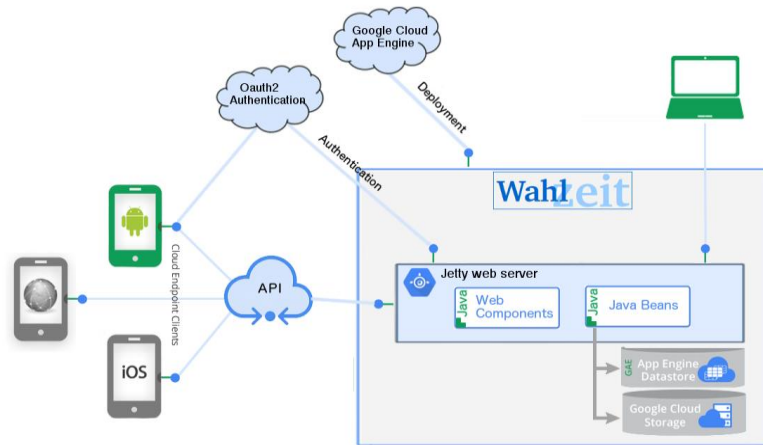 Google Cloud
App Engine
Oauth2
Authentication
Deployment
Authentication
Wahlzeit
Cloud Endpoint Clients
API
Jetty web server
Java
Web
Components
Java
Java Beans
iOS
GAE
App Engine
Datastore
Google Cloud
Storage